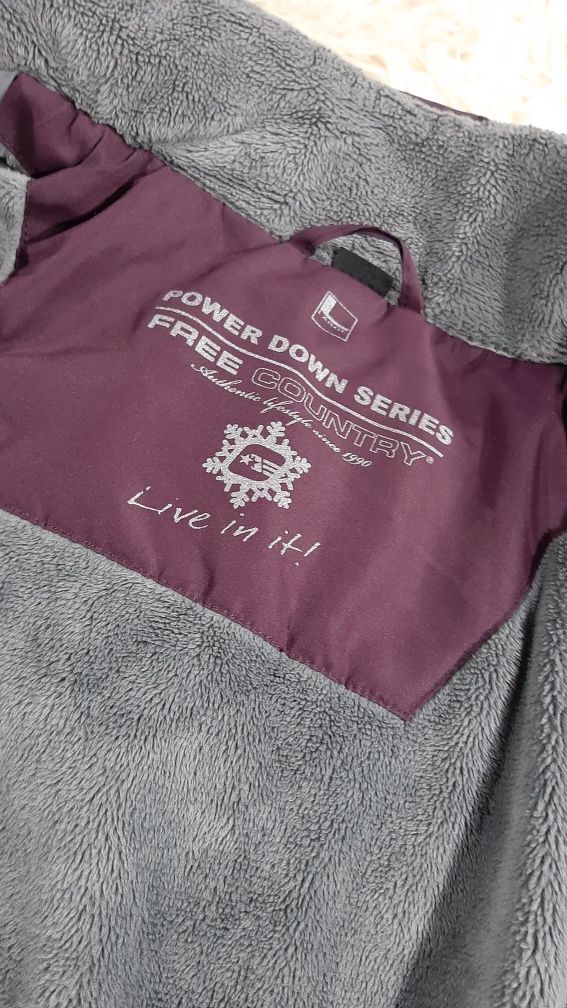 L
POWER DOWN SERIES
FREE COUNTRY®
Authentic lifestyle since 1990
Live in it!